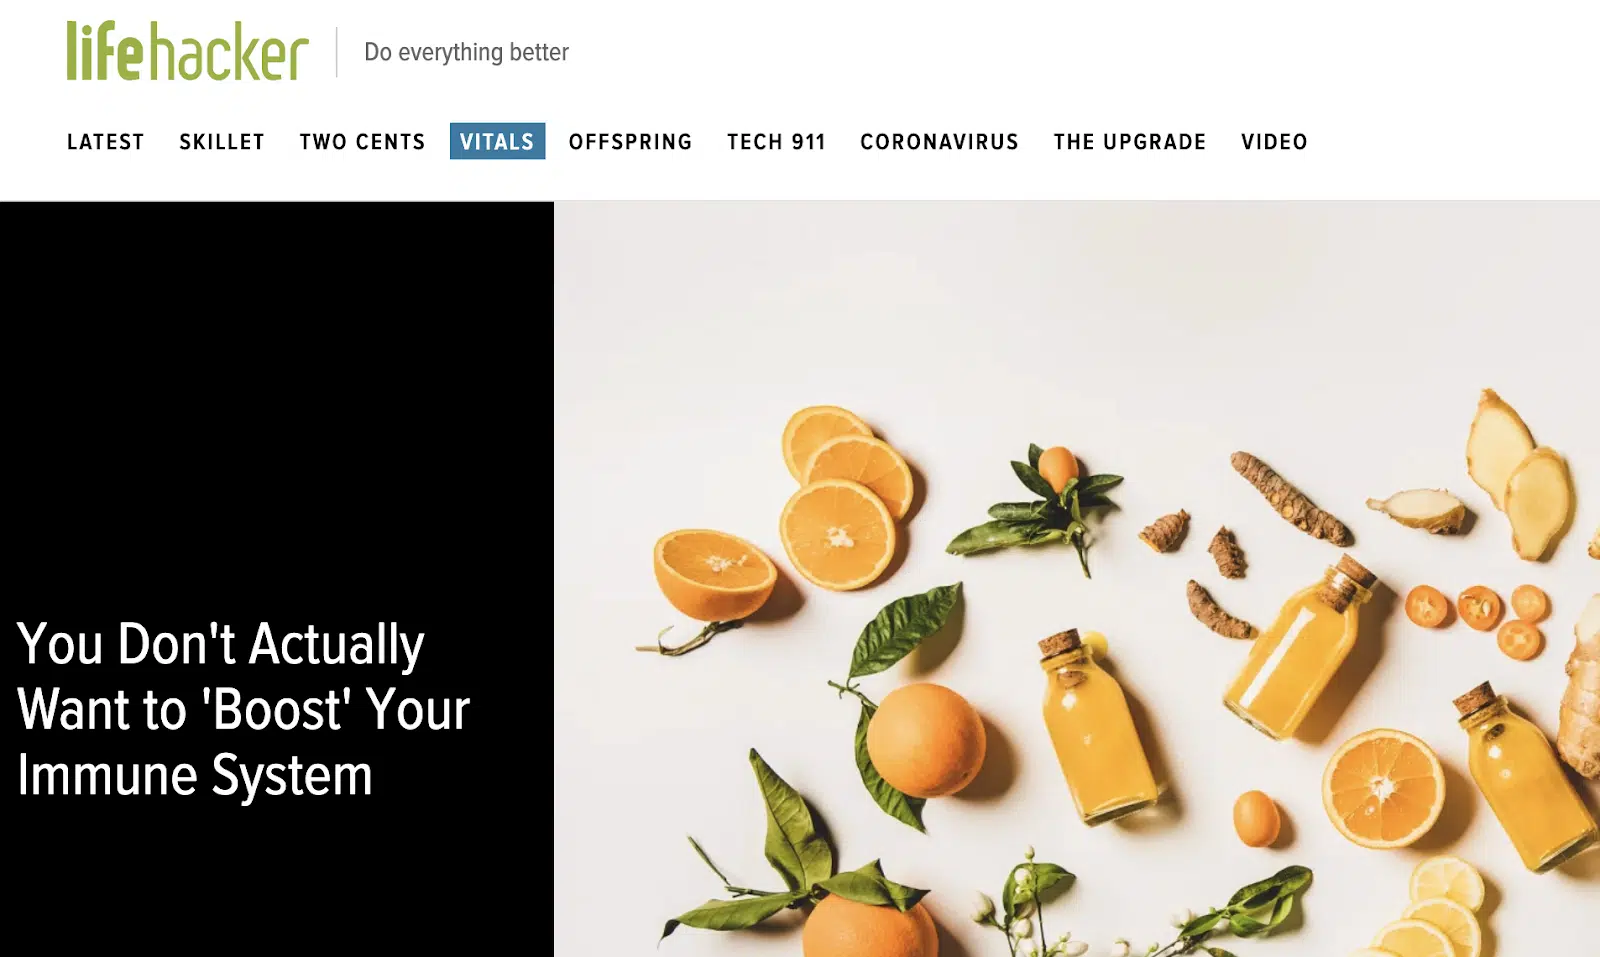 lifehacker
Do everything better
LATEST SKILLET TWO CENTS VITALS OFFSPRING TECH 911 CORONAVIRUS THE UPGRADE VIDEO
You Don't Actually
Want to 'Boost' Your
Immune System